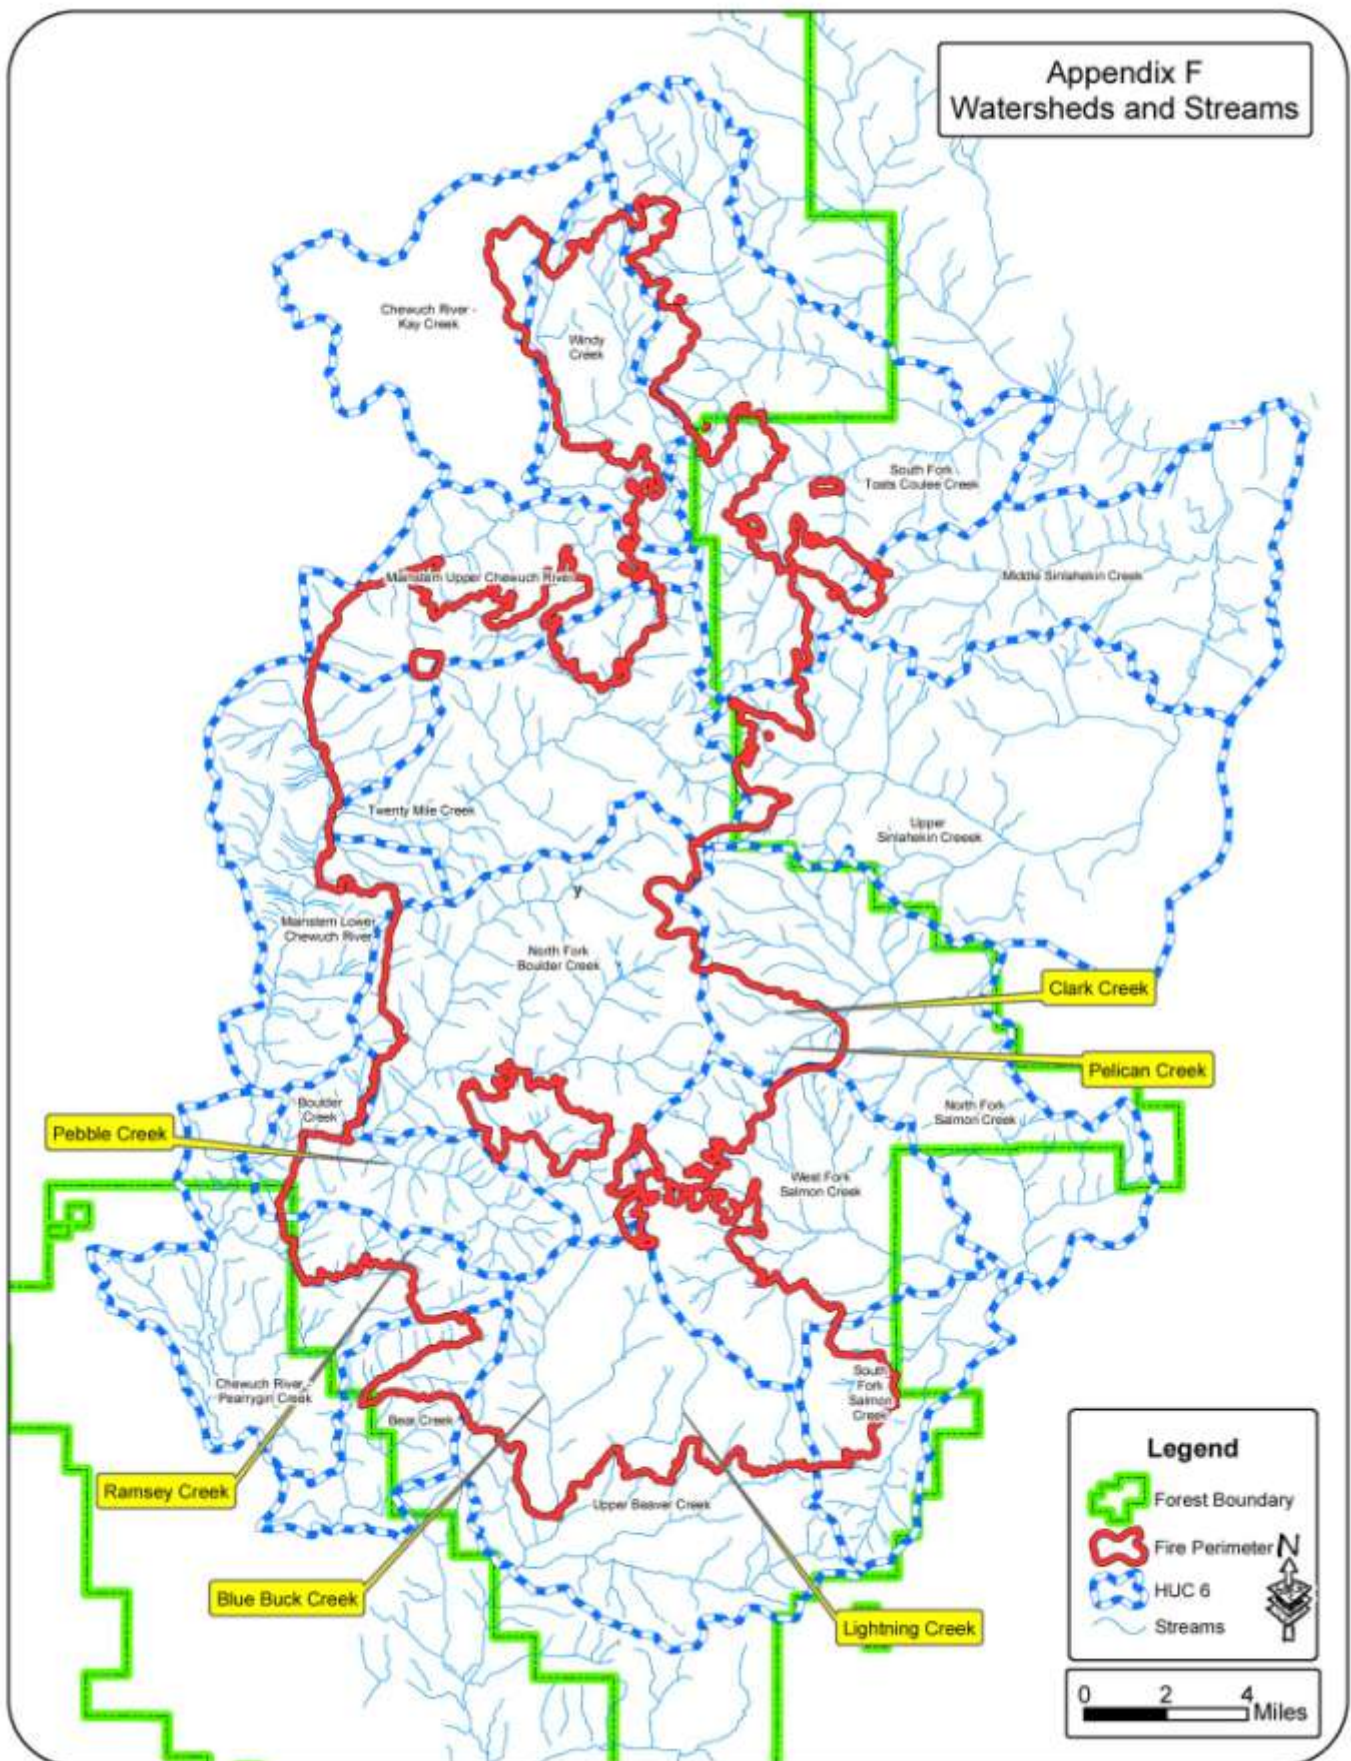 Appendix F
Watersheds and Streams
Chewuch River -
Kay Creek
Windy
Creek
South Fork
Toats Coulee Creek
Mainstem Upper Chewuch River
Middle Sinlahekin Creek
Twenty Mile Creek
Upper
Sinlahekin Creeek
y
Mainstem Lower
Chewuch River
North Fork
Boulder Creek
Clark Creek
Pelican Creek
Boulder
Creek
North Fork
Salmon Creek
Pebble Creek
West Fork
Salmon Creek
Chewuch River -
Pearrygin Creek
South
Fork
Salmon
Creek
Bear Creek
Ramsey Creek
Upper Beaver Creek
Blue Buck Creek
Lightning Creek
Legend
Forest Boundary
Fire Perimeter
N
HUC 6
Streams
0 2 4
Miles